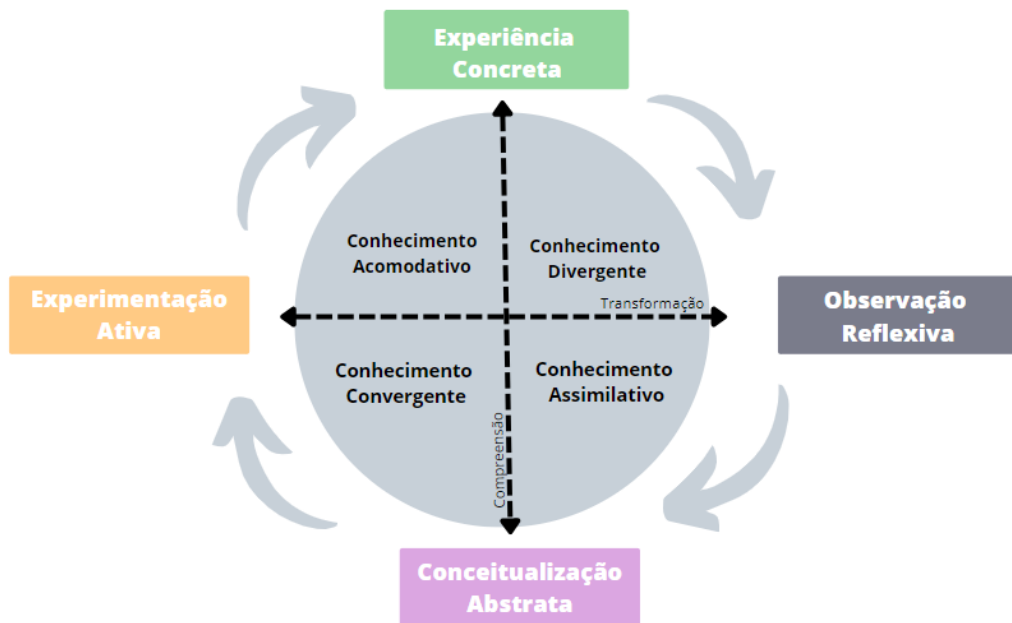 Experiência
Concreta
Conhecimento
Acomodativo
Conhecimento
Divergente
Experimentação
Ativa
Transformação
Observação
Reflexiva
Conhecimento
Convergente
Conhecimento
Assimilativo
Compreensão
Conceitualização
Abstrata